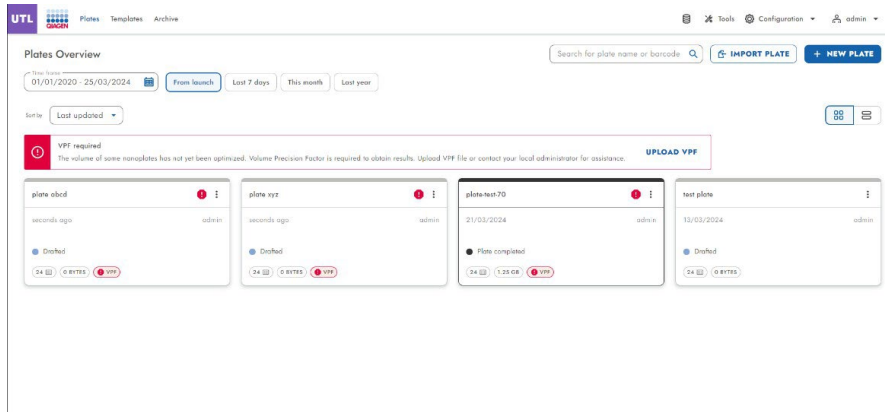 UTL QIAGEN Plates Templates Archive Tools Configuration admin
Plates Overview
Search for plate name or barcode IMPORT PLATE + NEW PLATE
Time frame
01/01/2020 - 25/03/2024 From launch Last 7 days This month Last year
Sort by Last updated
VPF required
The volume of some nanoplates has not yet been optimized. Volume Precision Factor is required to obtain results. Upload VPF file or contact your local administrator for assistance.
UPLOAD VPF
plate abcd
seconds ago admin
Drafted
24 0 BYTES VPF
plate xyz
seconds ago admin
Drafted
24 0 BYTES VPF
plate-test-70
21/03/2024 admin
Plate completed
24 1.25 GB VPF
test plate
13/03/2024 admin
Drafted
24 0 BYTES